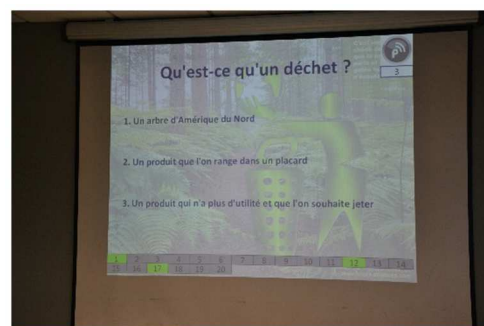 Qu'est-ce qu'un déchet ?
3
1. Un arbre d'Amérique du Nord
2. Un produit que l'on range dans un placard
3. Un produit qui n'a plus d'utilité et que l'on souhaite jeter
1 2 3 4 5 6 7 8 9 10 11 12 13 14
15 16 17 18 19 20